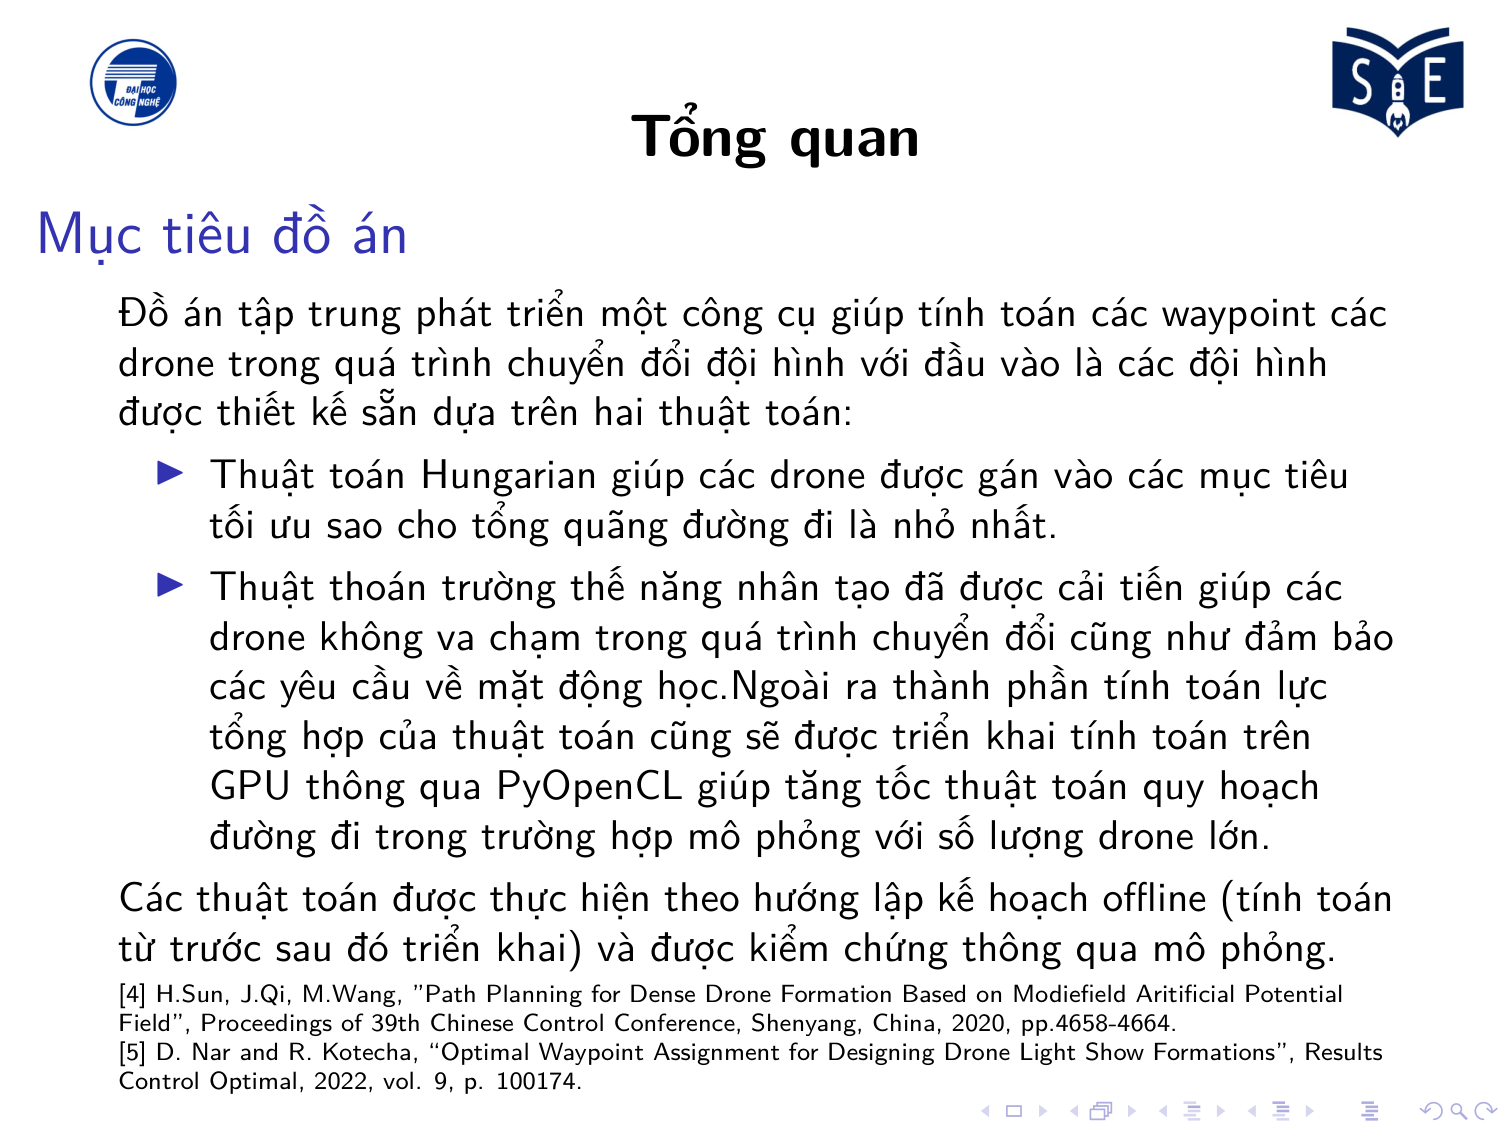 ĐẠI HỌC
CÔNG NGHỆ
S E
Tổng quan
Mục tiêu đồ án
Đồ án tập trung phát triển một công cụ giúp tính toán các waypoint các
drone trong quá trình chuyển đổi đội hình với đầu vào là các đội hình
được thiết kế sẵn dựa trên hai thuật toán:
Thuật toán Hungarian giúp các drone được gán vào các mục tiêu
tối ưu sao cho tổng quãng đường đi là nhỏ nhất.
Thuật thoán trường thế năng nhân tạo đã được cải tiến giúp các
drone không va chạm trong quá trình chuyển đổi cũng như đảm bảo
các yêu cầu về mặt động học.Ngoài ra thành phần tính toán lực
tổng hợp của thuật toán cũng sẽ được triển khai tính toán trên
GPU thông qua PyOpenCL giúp tăng tốc thuật toán quy hoạch
đường đi trong trường hợp mô phỏng với số lượng drone lớn.
Các thuật toán được thực hiện theo hướng lập kế hoạch offline (tính toán
từ trước sau đó triển khai) và được kiểm chứng thông qua mô phỏng.
[4] H.Sun, J.Qi, M.Wang, ”Path Planning for Dense Drone Formation Based on Modiefield Aritificial Potential
Field”, Proceedings of 39th Chinese Control Conference, Shenyang, China, 2020, pp.4658-4664.
[5] D. Nar and R. Kotecha, “Optimal Waypoint Assignment for Designing Drone Light Show Formations”, Results
Control Optimal, 2022, vol. 9, p. 100174.